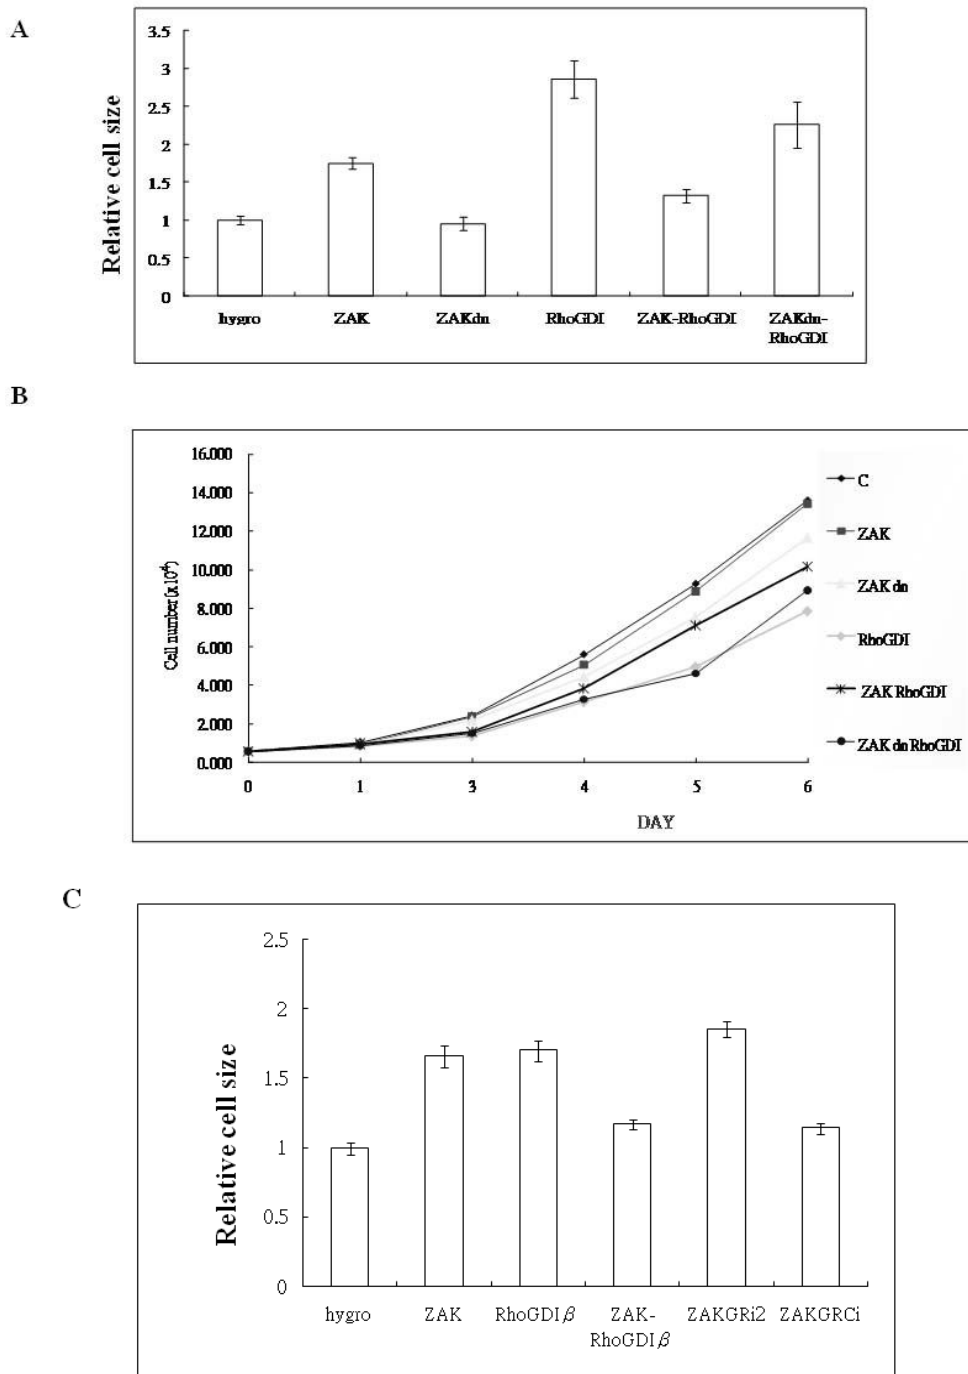 A
3.5
3
2.5
2
1.5
1
0.5
0
Relative cell size
hygro ZAK ZAKdn RhoGDI ZAK-RhoGDI ZAKdn-
RhoGDI
B
16.000
14.000
12.000
10.000
8.000
6.000
4.000
2.000
0.000
Cell number(x10⁴)
0 1 3 4 5 6
DAY
C
ZAK
ZAK dn
RhoGDI
ZAK RhoGDI
ZAK dn RhoGDI
C
2.5
2
1.5
1
0.5
0
Relative cell size
hygro ZAK RhoGDIβ ZAK- ZAKGRi2 ZAKGRCi
RhoGDIβ